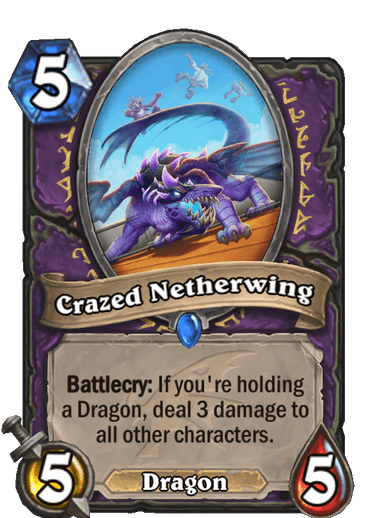 5
Crazed Netherwing
Battlecry: If you're holding
a Dragon, deal 3 damage to
all other characters.
5
Dragon
5